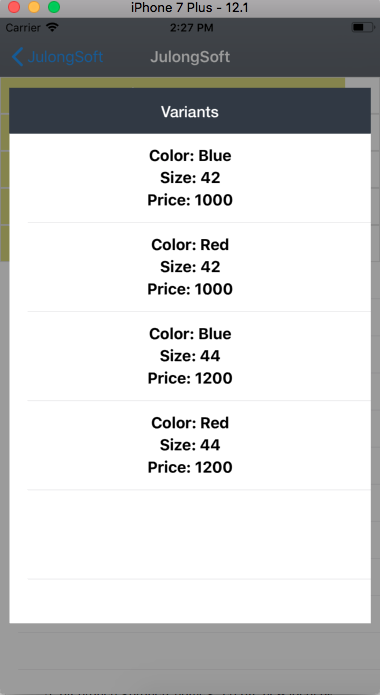 iPhone 7 Plus - 12.1
Carrier 2:27 PM
JulongSoft JulongSoft
Variants
Color: Blue
Size: 42
Price: 1000
Color: Red
Size: 42
Price: 1000
Color: Blue
Size: 44
Price: 1200
Color: Red
Size: 44
Price: 1200